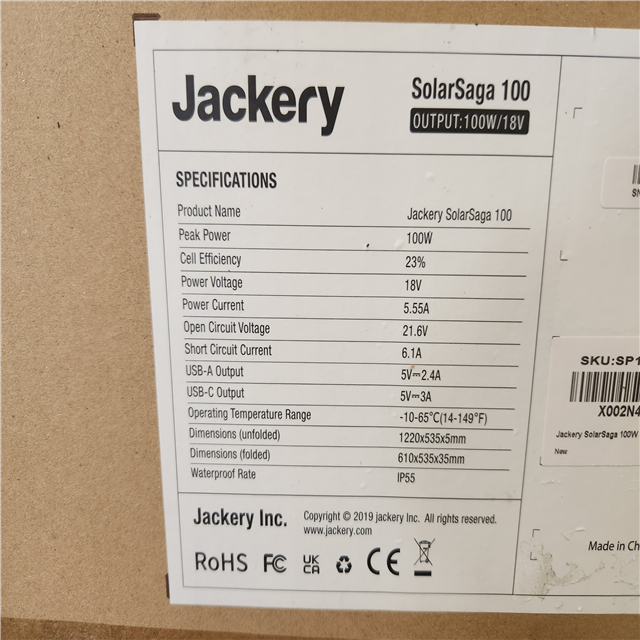 Jackery
SolarSaga 100
OUTPUT:100W/18V
SPECIFICATIONS
Product Name Jackery SolarSaga 100
Peak Power 100W
Cell Efficiency 23%
Power Voltage 18V
Power Current 5.55A
Open Circuit Voltage 21.6V
Short Circuit Current 6.1A
USB-A Output 5V⎓2.4A
USB-C Output 5V⎓3A
Operating Temperature Range -10-65℃(14-149°F)
Dimensions (unfolded) 1220x535x5mm
Dimensions (folded) 610x535x35mm
Waterproof Rate IP55
Jackery Inc.
Copyright © 2019 jackery Inc. All rights reserved.
www.jackery.com
RoHS FC UK CA CE
SN
SKU:SP1
X002N4
Jackery SolarSaga 100W
New
Made in Ch